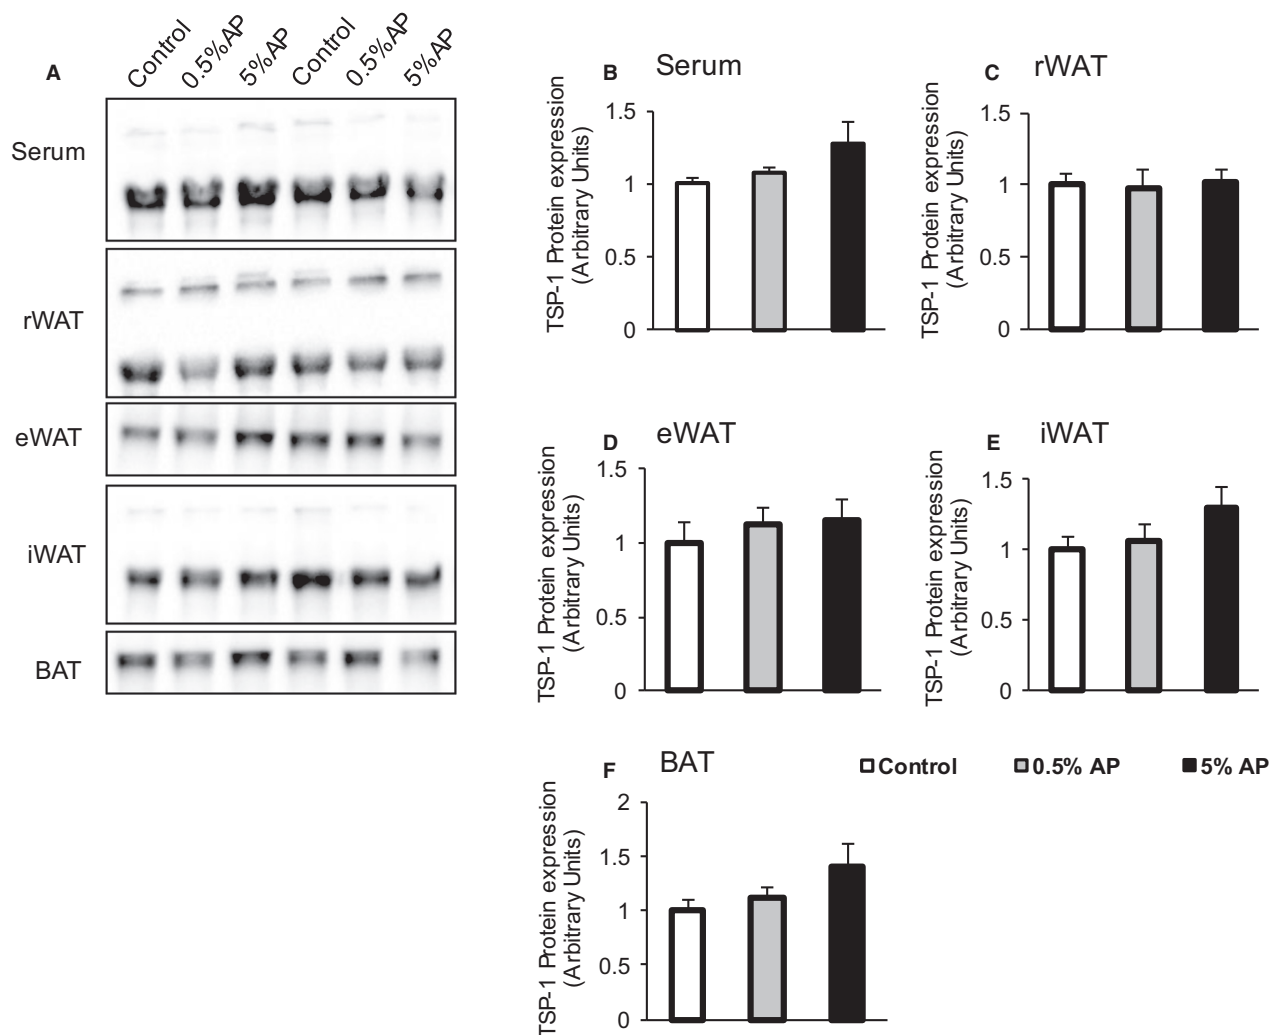 A
Control
0.5%AP
5%AP
Control
0.5%AP
5%AP
Serum
rWAT
eWAT
iWAT
BAT
B
Serum
TSP-1 Protein expression
(Arbitrary Units)
1.5
1
0.5
0
C
rWAT
TSP-1 Protein expression
(Arbitrary Units)
1.5
1
0.5
0
D
eWAT
TSP-1 Protein expression
(Arbitrary Units)
1.5
1
0.5
0
E
iWAT
TSP-1 Protein expression
(Arbitrary Units)
1.5
1
0.5
0
F
BAT
TSP-1 Protein expression
(Arbitrary Units)
2
1.5
1
0.5
0
Control
0.5% AP
5% AP